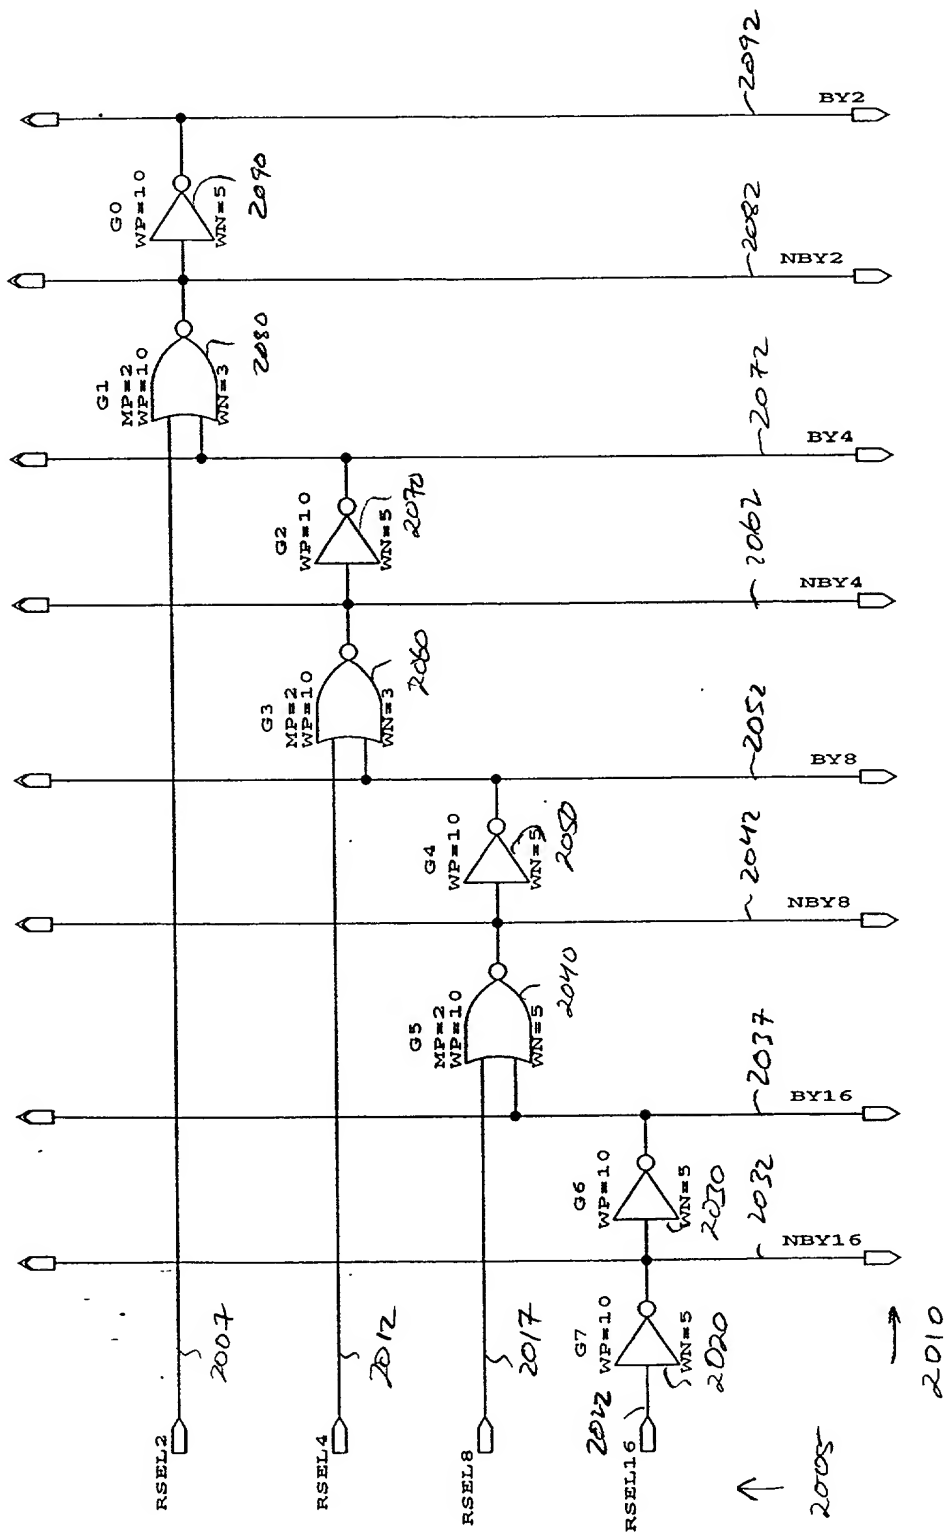 RSEL2
2007
G1
MP=2
WP=10
WN=3
2080
G0
WP=10
WN=5
2090
RSEL4
2012
G3
MP=2
WP=10
WN=3
2060
G2
WP=10
WN=5
2070
RSEL8
2017
G5
MP=2
WP=10
WN=5
2040
G4
WP=10
WN=5
2050
RSEL16
2022
G7
WP=10
WN=5
2020
G6
WP=10
WN=5
2030
2032
2037
2042
2052
2062
2072
2082
2092
NBY16
BY16
NBY8
BY8
NBY4
BY4
NBY2
BY2
2005
2010